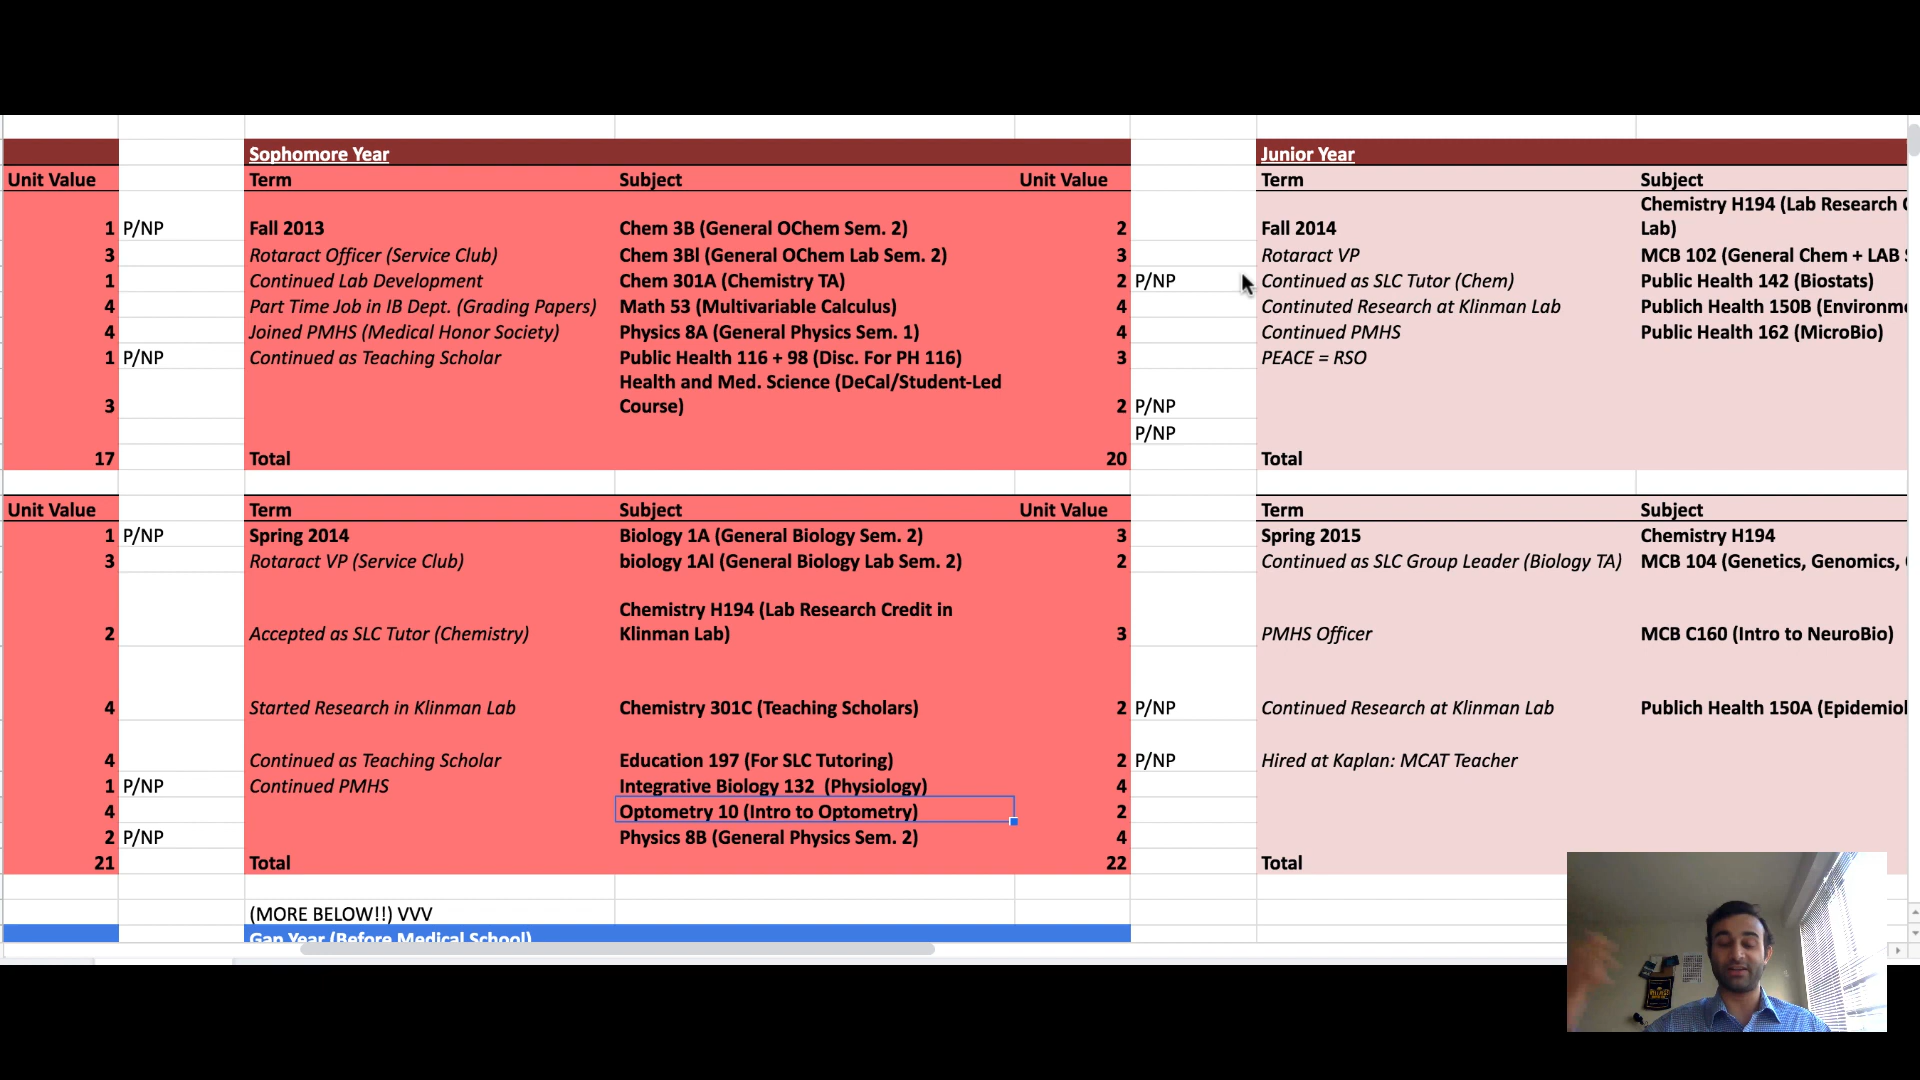 Sophomore Year Junior Year
Unit Value Term Subject Unit Value Term Subject
Chemistry H194 (Lab Research
1 P/NP Fall 2013 Chem 3B (General OChem Sem. 2) 2 Fall 2014 Lab)
3 Rotaract Officer (Service Club) Chem 3Bl (General OChem Lab Sem. 2) 3 Rotaract VP MCB 102 (General Chem + LAB
1 Continued Lab Development Chem 301A (Chemistry TA) 2 P/NP Continued as SLC Tutor (Chem) Public Health 142 (Biostats)
4 Part Time Job in IB Dept. (Grading Papers) Math 53 (Multivariable Calculus) 4 Continuted Research at Klinman Lab Publich Health 150B (Environme
4 Joined PMHS (Medical Honor Society) Physics 8A (General Physics Sem. 1) 4 Continued PMHS Public Health 162 (MicroBio)
1 P/NP Continued as Teaching Scholar Public Health 116 + 98 (Disc. For PH 116) 3 PEACE = RSO
Health and Med. Science (DeCal/Student-Led
3 Course) 2 P/NP
P/NP
17 Total 20 Total
Unit Value Term Subject Unit Value Term Subject
1 P/NP Spring 2014 Biology 1A (General Biology Sem. 2) 3 Spring 2015 Chemistry H194
3 Rotaract VP (Service Club) biology 1Al (General Biology Lab Sem. 2) 2 Continued as SLC Group Leader (Biology TA) MCB 104 (Genetics, Genomics,
Chemistry H194 (Lab Research Credit in
2 Accepted as SLC Tutor (Chemistry) Klinman Lab) 3 PMHS Officer MCB C160 (Intro to NeuroBio)
4 Started Research in Klinman Lab Chemistry 301C (Teaching Scholars) 2 P/NP Continued Research at Klinman Lab Publich Health 150A (Epidemiol
4 Continued as Teaching Scholar Education 197 (For SLC Tutoring) 2 P/NP Hired at Kaplan: MCAT Teacher
1 P/NP Continued PMHS Integrative Biology 132 (Physiology) 4
4 Optometry 10 (Intro to Optometry) 2
2 P/NP Physics 8B (General Physics Sem. 2) 4
21 Total 22 Total
(MORE BELOW!!) VVV
Gap Year (Before Medical School)